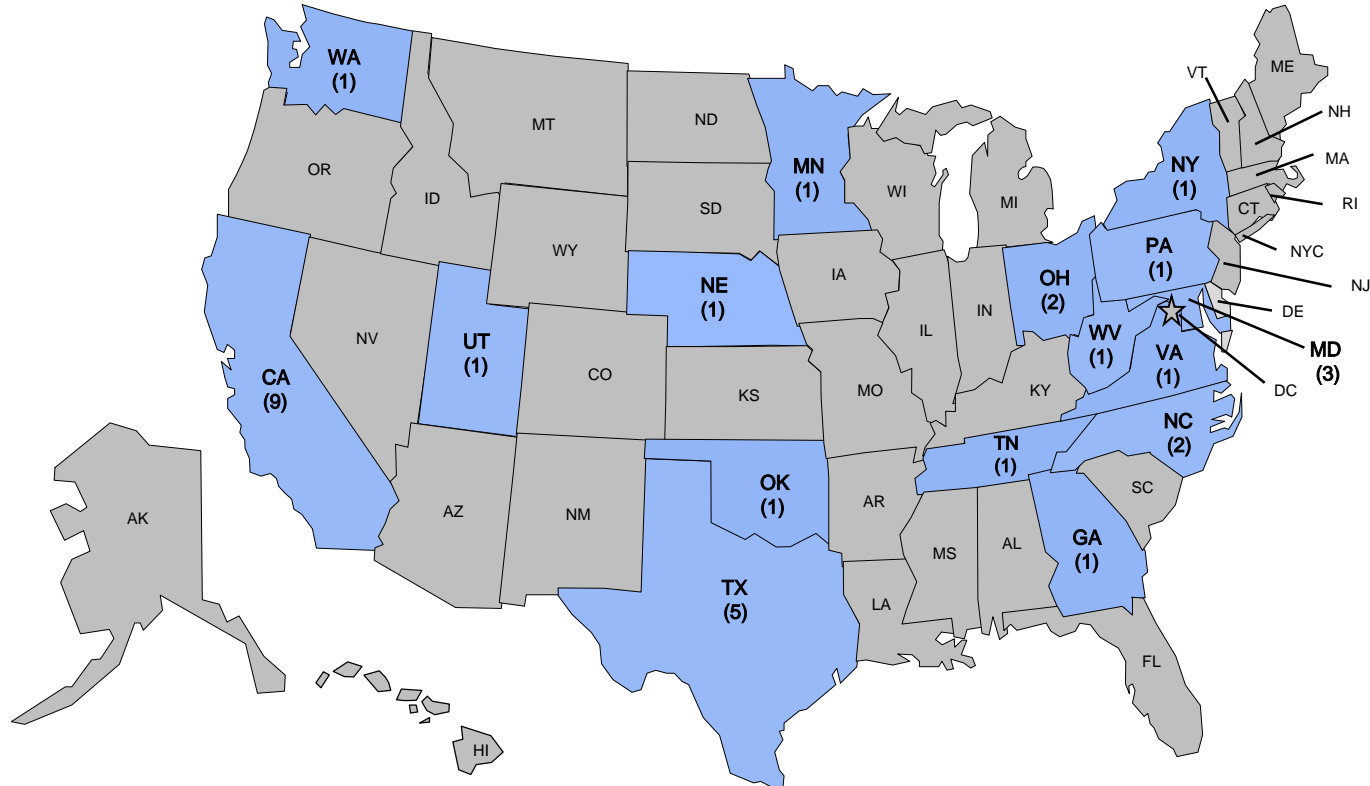 WA
(1)
ME
VT
NH
MT
ND
MN
(1)
OR
ID
WI
MI
NY
(1)
MA
RI
SD
CT
WY
NYC
PA
(1)
IA
NE
(1)
OH
(2)
NJ
DE
IN
IL
NV
UT
(1)
WV
(1)
VA
(1)
MD
(3)
CO
CA
(9)
KS
MO
KY
DC
TN
(1)
NC
(2)
OK
(1)
AR
SC
AK
AZ
NM
MS
AL
GA
(1)
TX
(5)
LA
FL
HI